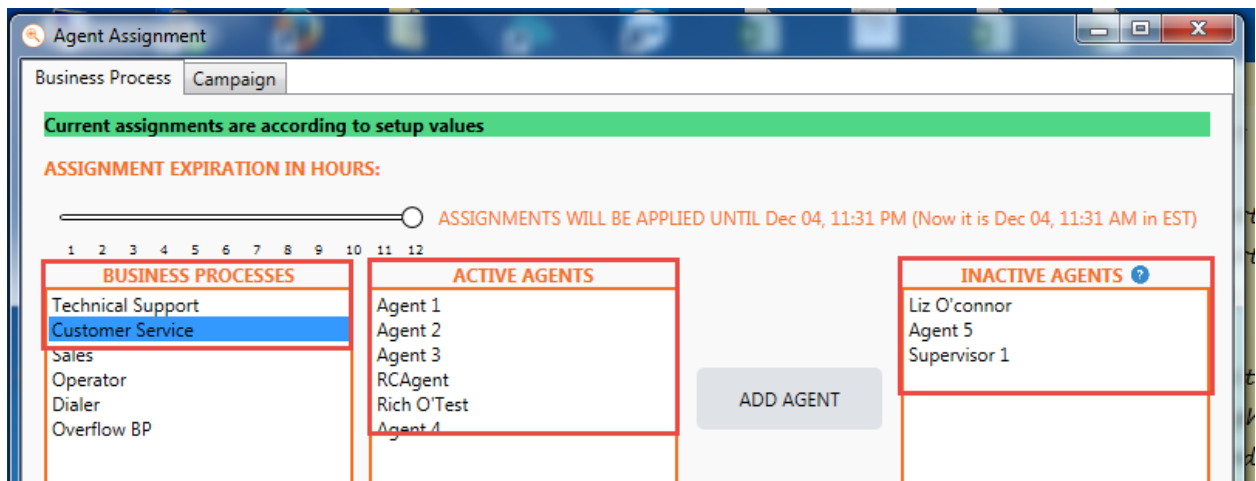 Agent Assignment
Business Process
Campaign
Current assignments are according to setup values
ASSIGNMENT EXPIRATION IN HOURS:
ASSIGNMENTS WILL BE APPLIED UNTIL Dec 04, 11:31 PM (Now it is Dec 04, 11:31 AM in EST)
1 2 3 4 5 6 7 8 9 10 11 12
BUSINESS PROCESSES
Technical Support
Customer Service
Sales
Operator
Dialer
Overflow BP
ACTIVE AGENTS
Agent 1
Agent 2
Agent 3
RCAgent
Rich O'Test
Agent 4
ADD AGENT
INACTIVE AGENTS ?
Liz O'connor
Agent 5
Supervisor 1